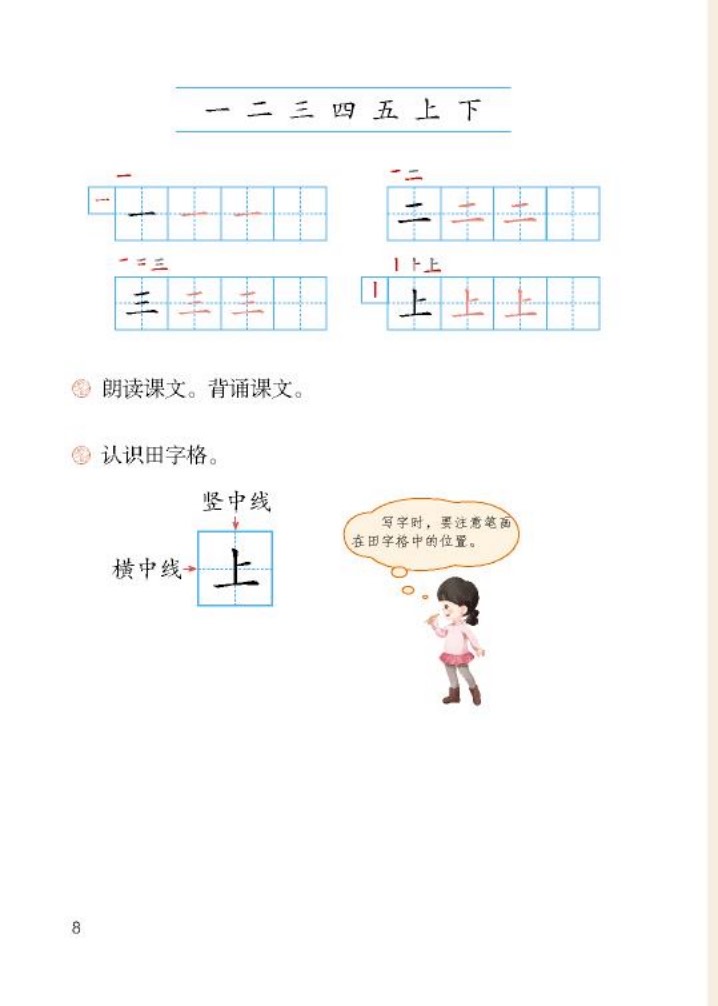 一 二 三 四 五 上 下
一
一 二
一 一 一 一
二 二 二
一 二 三
丨 卜 上
三 三 三
丨 上 上 上
朗读课文。背诵课文。
认识田字格。
竖中线
横中线
上
写字时，要注意笔画
在田字格中的位置。
8